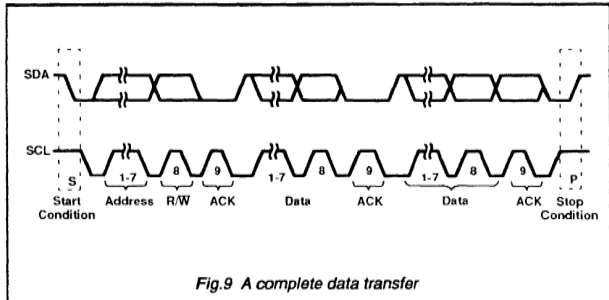 SDA
SCL
S 1-7 8 9 1-7 8 9 1-7 8 9 P
Start Condition Address R/W̅ ACK Data ACK Data ACK Stop Condition
Fig.9 A complete data transfer